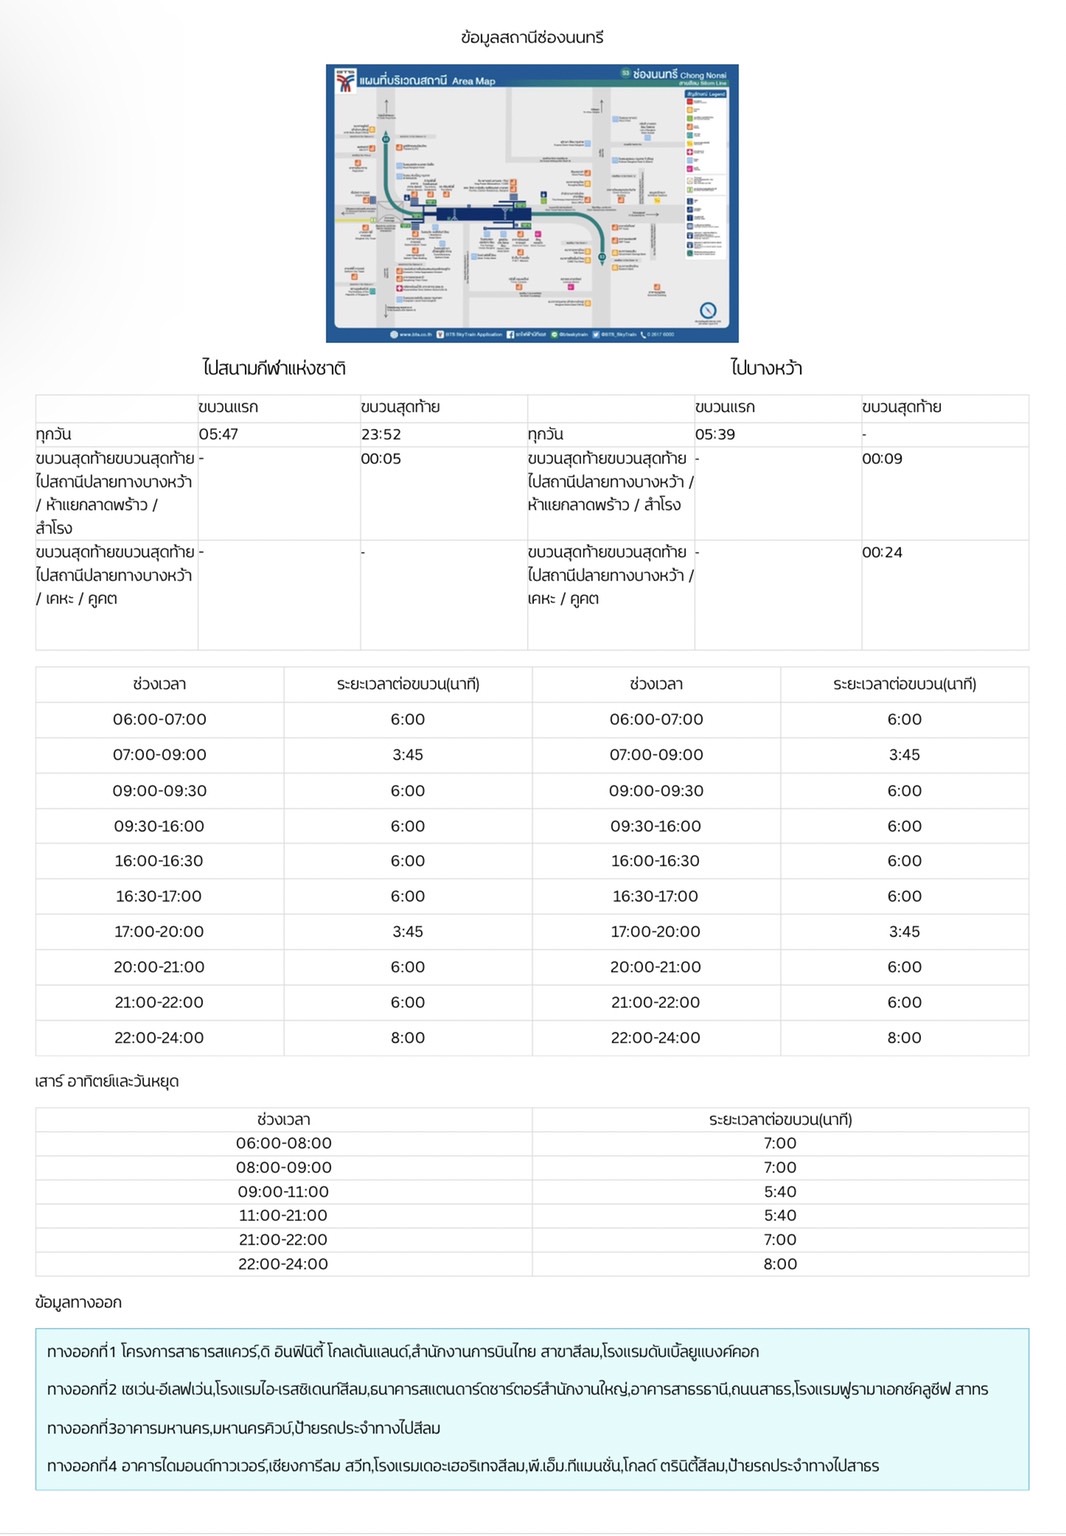 ข้อมูลสถานีช่องนนทรี
BTS
แผนที่บริเวณสถานี Area Map
S3 ช่องนนทรี Chong Nonsi
สายสีลม Silom Line
สัญลักษณ์ Legend
www.bts.co.th BTS SkyTrain Application รถไฟฟ้าบีทีเอส @btsskytrain @BTS_SkyTrain 0 2617 6000
ไปสนามกีฬาแห่งชาติ ไปบางหว้า
ขบวนแรก ขบวนสุดท้าย ขบวนแรก ขบวนสุดท้าย
ทุกวัน 05:47 23:52 ทุกวัน 05:39 -
ขบวนสุดท้ายขบวนสุดท้าย - 00:05 ขบวนสุดท้ายขบวนสุดท้าย - 00:09
ไปสถานีปลายทางบางหว้า ไปสถานีปลายทางบางหว้า /
/ ห้าแยกลาดพร้าว / ห้าแยกลาดพร้าว / สำโรง
สำโรง
ขบวนสุดท้ายขบวนสุดท้าย - - ขบวนสุดท้ายขบวนสุดท้าย - 00:24
ไปสถานีปลายทางบางหว้า ไปสถานีปลายทางบางหว้า /
/ เคหะ / คูคต เคหะ / คูคต
ช่วงเวลา ระยะเวลาต่อขบวน(นาที) ช่วงเวลา ระยะเวลาต่อขบวน(นาที)
06:00-07:00 6:00 06:00-07:00 6:00
07:00-09:00 3:45 07:00-09:00 3:45
09:00-09:30 6:00 09:00-09:30 6:00
09:30-16:00 6:00 09:30-16:00 6:00
16:00-16:30 6:00 16:00-16:30 6:00
16:30-17:00 6:00 16:30-17:00 6:00
17:00-20:00 3:45 17:00-20:00 3:45
20:00-21:00 6:00 20:00-21:00 6:00
21:00-22:00 6:00 21:00-22:00 6:00
22:00-24:00 8:00 22:00-24:00 8:00
เสาร์ อาทิตย์และวันหยุด
ช่วงเวลา ระยะเวลาต่อขบวน(นาที)
06:00-08:00 7:00
08:00-09:00 7:00
09:00-11:00 5:40
11:00-21:00 5:40
21:00-22:00 7:00
22:00-24:00 8:00
ข้อมูลทางออก
ทางออกที่1 โครงการสาธารสแควร์,ดิ อินฟินิตี้ โกลเด้นแลนด์,สำนักงานการบินไทย สาขาสีลม,โรงแรมดับเบิ้ลยูแบงค์คอก
ทางออกที่2 เซเว่น-อีเลฟเว่น,โรงแรมไอ-เรสซิเดนท์สีลม,ธนาคารสแตนดาร์ดชาร์ตอร์สำนักงานใหญ่,อาคารสาธรธานี,ถนนสาธร,โรงแรมฟูรามาเอกซ์คลูซีฟ สาทร
ทางออกที่3อาคารมหานคร,มหานครคิวบ์,ป้ายรถประจำทางไปสีลม
ทางออกที่4 อาคารไดมอนด์ทาวเวอร์,เชียงการีลม สวีท,โรงแรมเดอะเฮอริเทจสีลม,พี.เอ็ม.ทีแมนชั่น,โกลด์ ตรินิตี้สีลม,ป้ายรถประจำทางไปสาธร